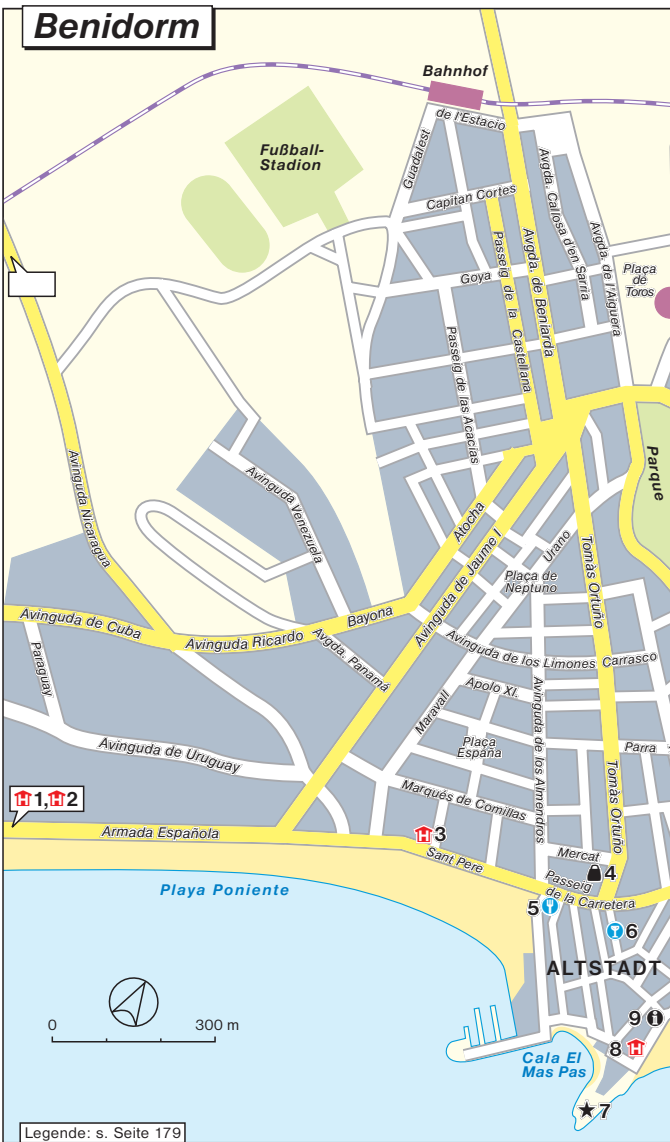 Benidorm
Bahnhof
de l'Estacio
Fußball-
Stadion
Guadalest
Capitan Cortes
Avgda. Callosa d'en Sarria
Avgda. de l'Aiguera
Passeig de la Castellana
Avgda. de Beniarda
Goya
Plaça
de
Toros
Passeig de las Acacias
Parque
Avinguda Nicaragua
Avinguda Venezuela
Atocha
Avinguda de Jaume I
Urano
Plaça de
Neptuno
Tomàs Ortuño
Avinguda de Cuba
Avinguda Ricardo
Bayona
Avgda. Panamá
Avinguda de los Limones
Carrasco
Paraguay
Apolo XI.
Maravall
Avinguda de los Almendros
Plaça
España
Parra
Avinguda de Uruguay
Marqués de Comillas
Tomàs Ortuño
H1, H2
Armada Española
H 3
Sant Pere
Mercat
4
Passeig
de la Carretera
Playa Poniente
5
6
ALTSTADT
9 i
8 H
0 300 m
Cala El
Mas Pas
7
Legende: s. Seite 179